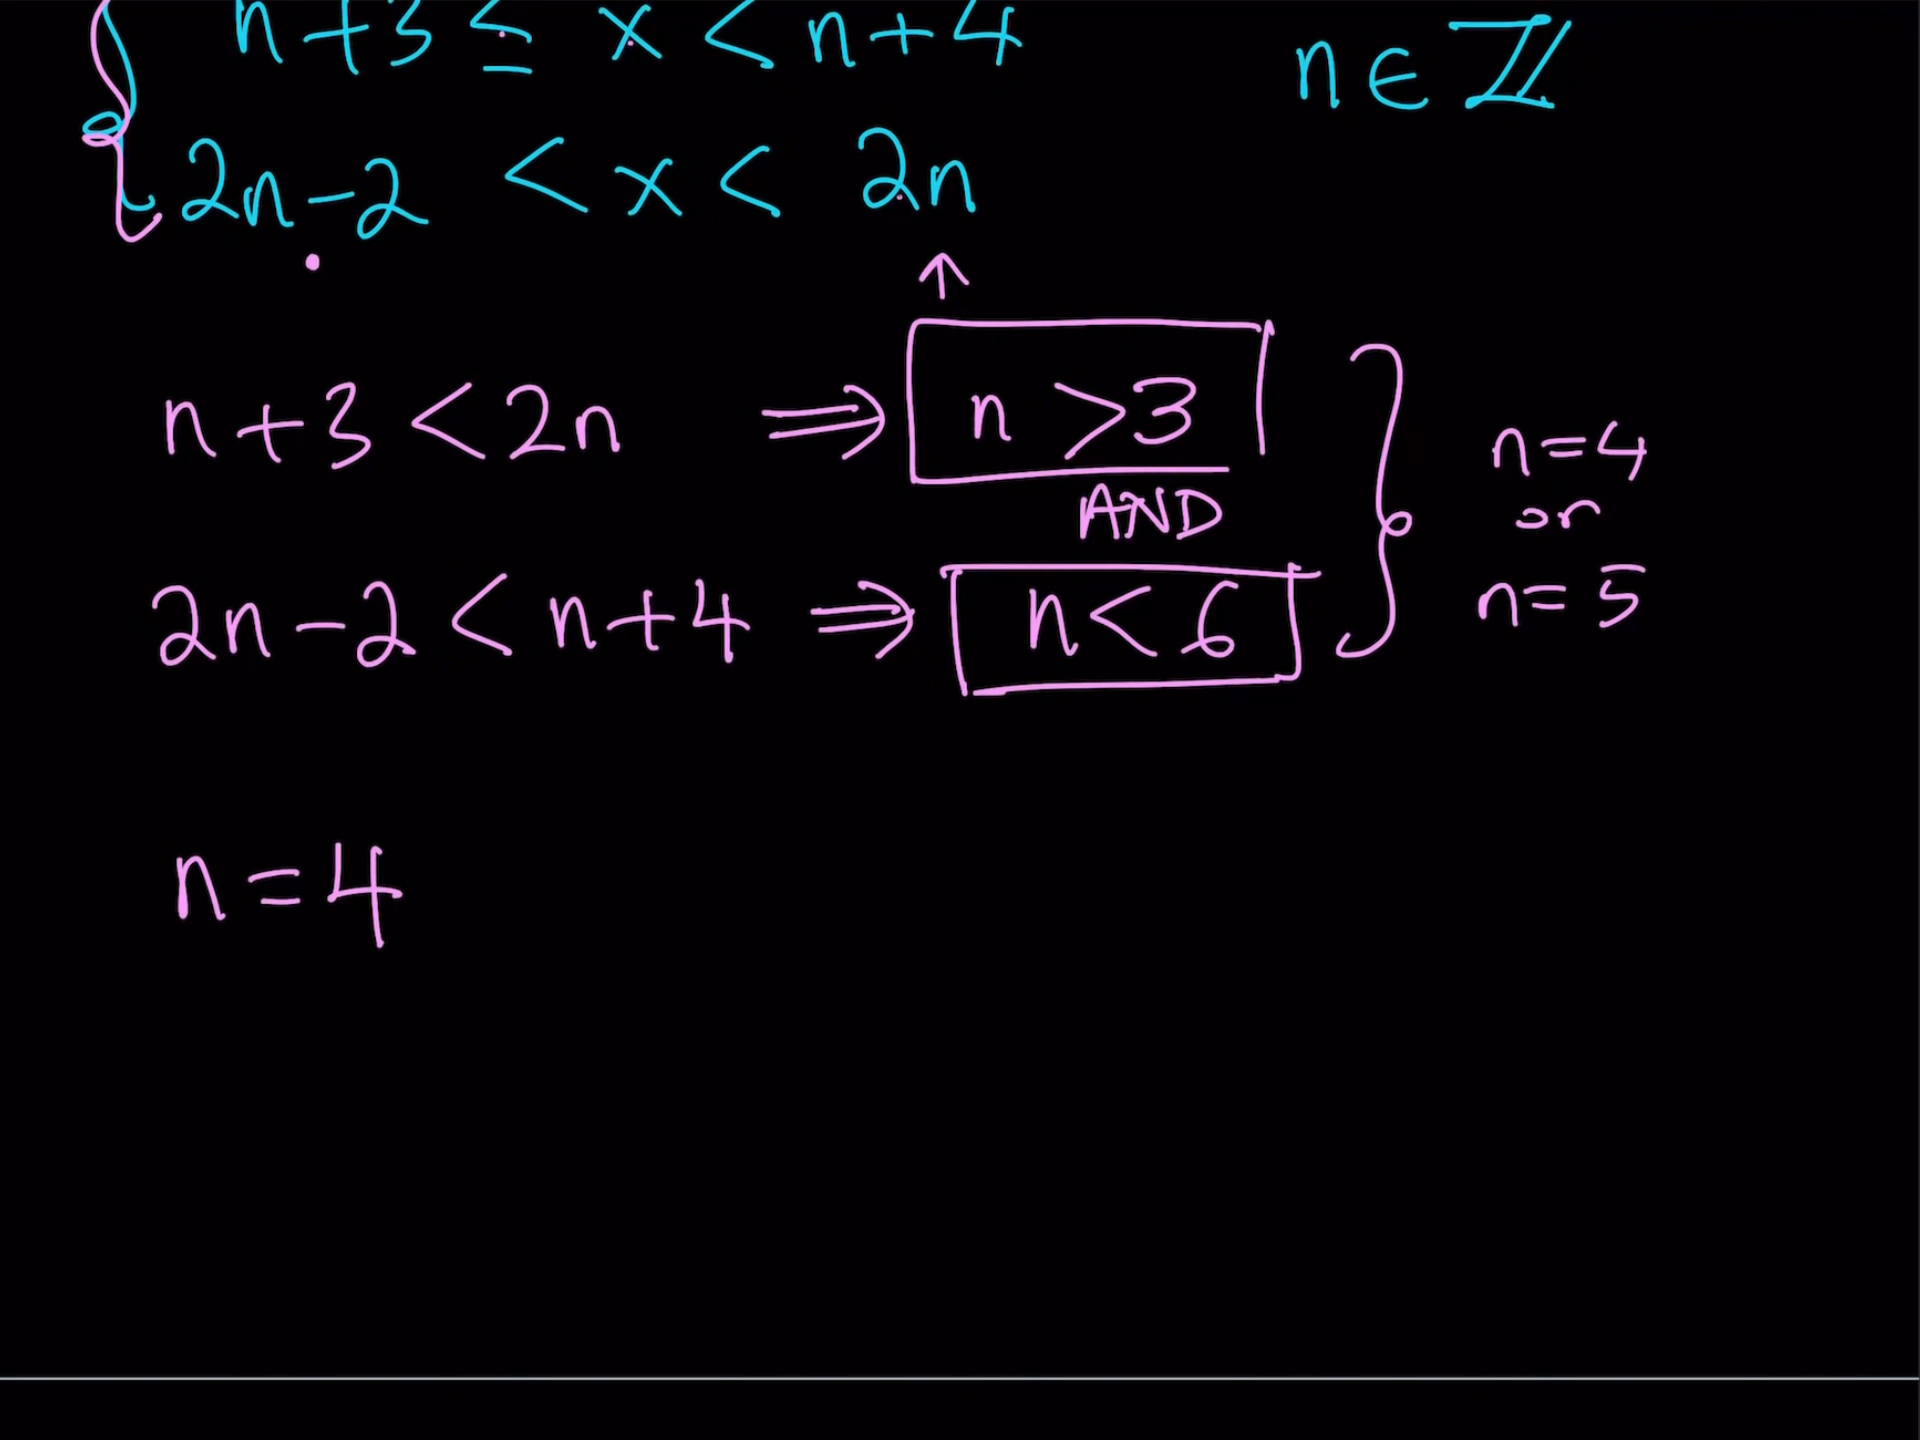 n+3 ≤ x < n+4 n∈ℤ
2n-2 < x < 2n
↑
n+3 < 2n ⇒ n > 3
AND
2n-2 < n+4 ⇒ n < 6
n=4
or
n=5
n=4